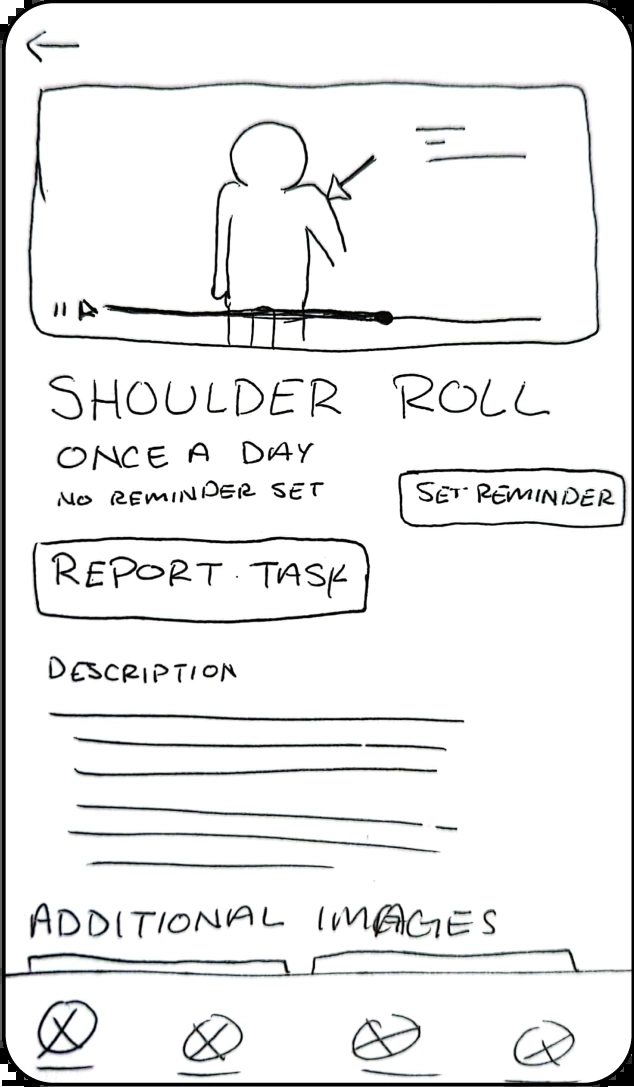 SHOULDER ROLL
ONCE A DAY
NO REMINDER SET
SET REMINDER
REPORT TASK
DESCRIPTION
ADDITIONAL IMAGES